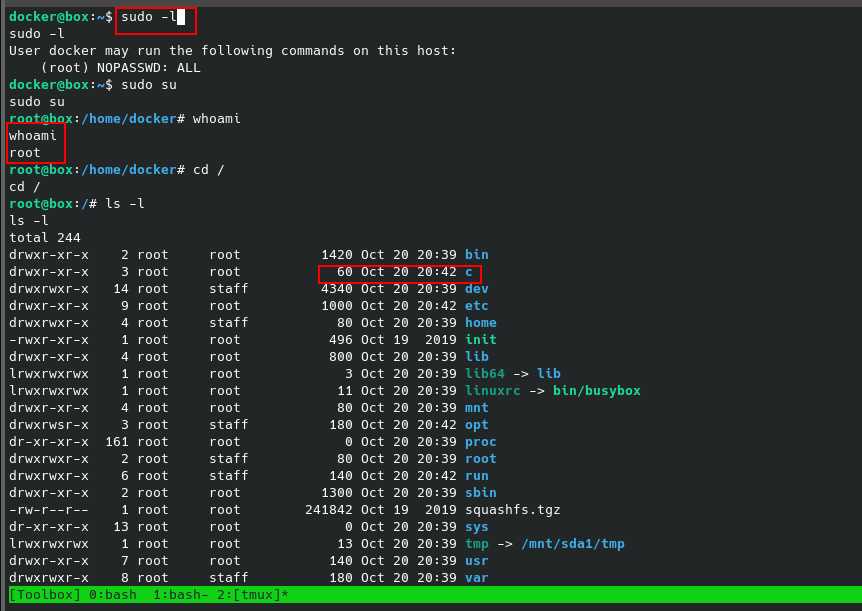 docker@box:~$ sudo -l
sudo -l
User docker may run the following commands on this host:
    (root) NOPASSWD: ALL
docker@box:~$ sudo su
sudo su
root@box:/home/docker# whoami
whoami
root
root@box:/home/docker# cd /
cd /
root@box:/# ls -l
ls -l
total 244
drwxr-xr-x    2 root     root          1420 Oct 20 20:39 bin
drwxr-xr-x    3 root     root            60 Oct 20 20:42 c
drwxrwxr-x   14 root     staff         4340 Oct 20 20:39 dev
drwxr-xr-x    9 root     root          1000 Oct 20 20:42 etc
drwxrwxr-x    4 root     staff           80 Oct 20 20:39 home
-rwxr-xr-x    1 root     root           496 Oct 19  2019 init
drwxr-xr-x    4 root     root           800 Oct 20 20:39 lib
lrwxrwxrwx    1 root     root             3 Oct 20 20:39 lib64 -> lib
lrwxrwxrwx    1 root     root            11 Oct 20 20:39 linuxrc -> bin/busybox
drwxr-xr-x    4 root     root            80 Oct 20 20:39 mnt
drwxrwsr-x    3 root     staff          180 Oct 20 20:42 opt
dr-xr-xr-x  161 root     root             0 Oct 20 20:39 proc
drwxrwxr-x    2 root     staff           80 Oct 20 20:39 root
drwxrwxr-x    6 root     staff          140 Oct 20 20:42 run
drwxr-xr-x    2 root     root          1300 Oct 20 20:39 sbin
-rw-r--r--    1 root     root        241842 Oct 19  2019 squashfs.tgz
dr-xr-xr-x   13 root     root             0 Oct 20 20:39 sys
lrwxrwxrwx    1 root     root            13 Oct 20 20:39 tmp -> /mnt/sda1/tmp
drwxr-xr-x    7 root     root           140 Oct 20 20:39 usr
drwxrwxr-x    8 root     staff          180 Oct 20 20:39 var
[Toolbox] 0:bash  1:bash- 2:[tmux]*